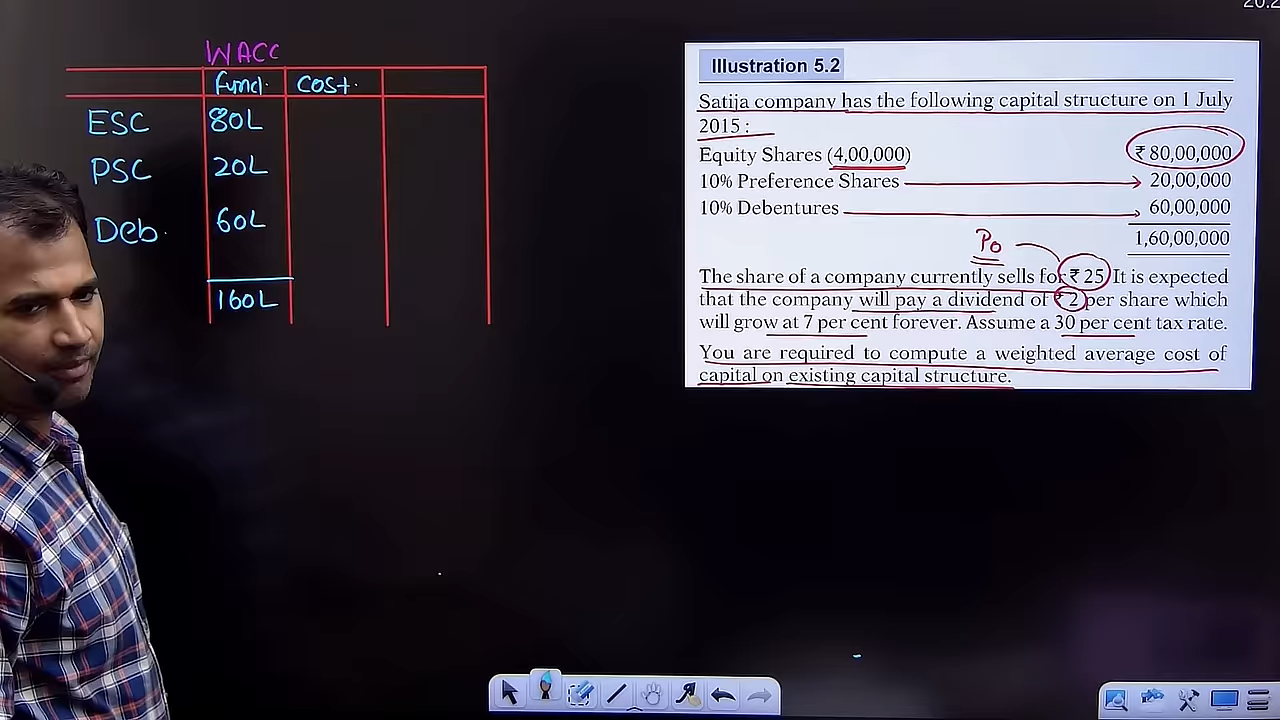 20.2
WACC
fund. Cost.
ESC 80L
PSC 20L
Deb. 60L
160L
Illustration 5.2
Satija company has the following capital structure on 1 July
2015 :
Equity Shares (4,00,000) ₹ 80,00,000
10% Preference Shares 20,00,000
10% Debentures 60,00,000
1,60,00,000
P₀
The share of a company currently sells for ₹ 25. It is expected
that the company will pay a dividend of ₹ 2 per share which
will grow at 7 per cent forever. Assume a 30 per cent tax rate.
You are required to compute a weighted average cost of
capital on existing capital structure.